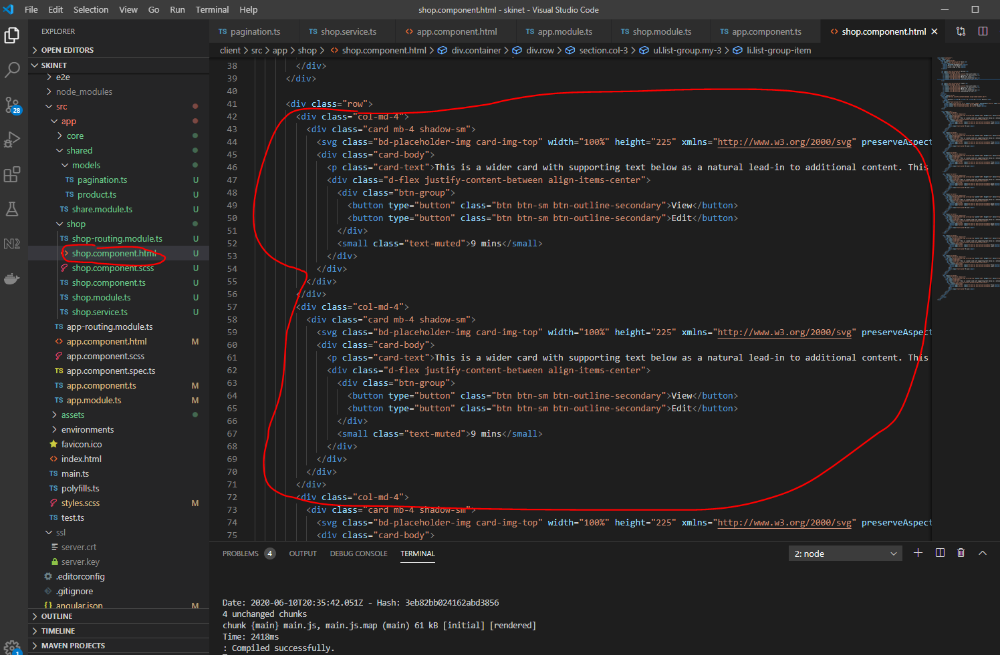 File Edit Selection View Go Run Terminal Help
shop.component.html - skinet - Visual Studio Code
EXPLORER
OPEN EDITORS
SKINET
e2e
node_modules
src
app
core
shared
models
TS pagination.ts U
TS product.ts U
TS share.module.ts U
shop
TS shop-routing.module.ts U
<> shop.component.html U
shop.component.scss U
TS shop.component.ts U
TS shop.module.ts U
TS shop.service.ts U
TS app-routing.module.ts
<> app.component.html M
app.component.scss
TS app.component.spec.ts
TS app.component.ts M
TS app.module.ts M
assets
environments
favicon.ico
<> index.html
TS main.ts
TS polyfills.ts
styles.scss M
TS test.ts
ssl
server.crt
server.key
.editorconfig
.gitignore
{} angular.json M
OUTLINE
TIMELINE
MAVEN PROJECTS
28
1
TS pagination.ts TS shop.service.ts <> app.component.html TS app.module.ts TS shop.module.ts TS app.component.ts <> shop.component.html
client > src > app > shop > <> shop.component.html > div.container > div.row > section.col-3 > ul.list-group.my-3 > li.list-group-item
38 </div>
39 </div>
40
41 <div class="row">
42 <div class="col-md-4">
43 <div class="card mb-4 shadow-sm">
44 <svg class="bd-placeholder-img card-img-top" width="100%" height="225" xmlns="http://www.w3.org/2000/svg" preserveAspect
45 <div class="card-body">
46 <p class="card-text">This is a wider card with supporting text below as a natural lead-in to additional content. This
47 <div class="d-flex justify-content-between align-items-center">
48 <div class="btn-group">
49 <button type="button" class="btn btn-sm btn-outline-secondary">View</button>
50 <button type="button" class="btn btn-sm btn-outline-secondary">Edit</button>
51 </div>
52 <small class="text-muted">9 mins</small>
53 </div>
54 </div>
55 </div>
56 </div>
57 <div class="col-md-4">
58 <div class="card mb-4 shadow-sm">
59 <svg class="bd-placeholder-img card-img-top" width="100%" height="225" xmlns="http://www.w3.org/2000/svg" preserveAspect
60 <div class="card-body">
61 <p class="card-text">This is a wider card with supporting text below as a natural lead-in to additional content. This
62 <div class="d-flex justify-content-between align-items-center">
63 <div class="btn-group">
64 <button type="button" class="btn btn-sm btn-outline-secondary">View</button>
65 <button type="button" class="btn btn-sm btn-outline-secondary">Edit</button>
66 </div>
67 <small class="text-muted">9 mins</small>
68 </div>
69 </div>
70 </div>
71 </div>
72 <div class="col-md-4">
73 <div class="card mb-4 shadow-sm">
74 <svg class="bd-placeholder-img card-img-top" width="100%" height="225" xmlns="http://www.w3.org/2000/svg" preserveAspect
75 <div class="card-body">
PROBLEMS 4 OUTPUT DEBUG CONSOLE TERMINAL 2: node
Date: 2020-06-10T20:35:42.051Z - Hash: 3eb82bb024162abd3856
4 unchanged chunks
chunk {main} main.js, main.js.map (main) 61 kB [initial] [rendered]
Time: 2418ms
: Compiled successfully.